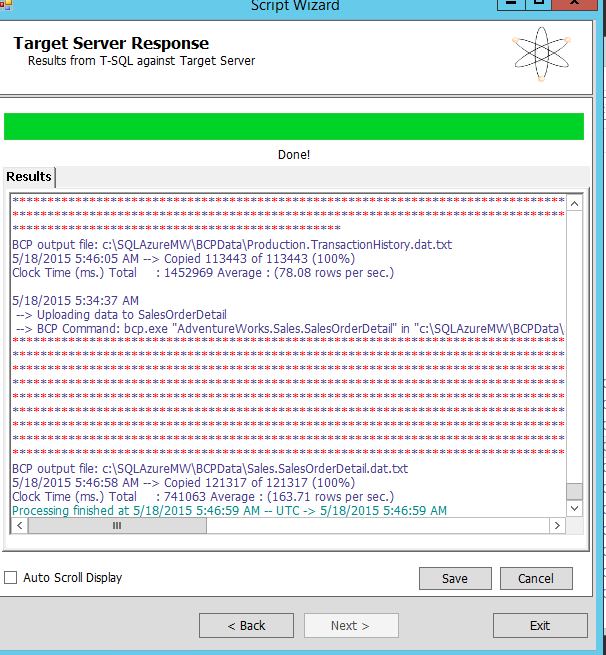 Script Wizard
Target Server Response
Results from T-SQL against Target Server
Done!
Results
********************************************************************************
********************************************************************************
***********************************************
BCP output file: c:\SQLAzureMW\BCPData\Production.TransactionHistory.dat.txt
5/18/2015 5:46:05 AM --> Copied 113443 of 113443 (100%)
Clock Time (ms.) Total : 1452969 Average : (78.08 rows per sec.)
5/18/2015 5:34:37 AM
--> Uploading data to SalesOrderDetail
--> BCP Command: bcp.exe "AdventureWorks.Sales.SalesOrderDetail" in "c:\SQLAzureMW\BCPData\
********************************************************************************
********************************************************************************
********************************************************************************
********************************************************************************
********************************************************************************
********************************************************************************
********************************************************************************
********************************************************************************
********************************************************************************
BCP output file: c:\SQLAzureMW\BCPData\Sales.SalesOrderDetail.dat.txt
5/18/2015 5:46:58 AM --> Copied 121317 of 121317 (100%)
Clock Time (ms.) Total : 741063 Average : (163.71 rows per sec.)
Processing finished at 5/18/2015 5:46:59 AM -- UTC -> 5/18/2015 5:46:59 AM
Auto Scroll Display
Save
Cancel
< Back
Next >
Exit